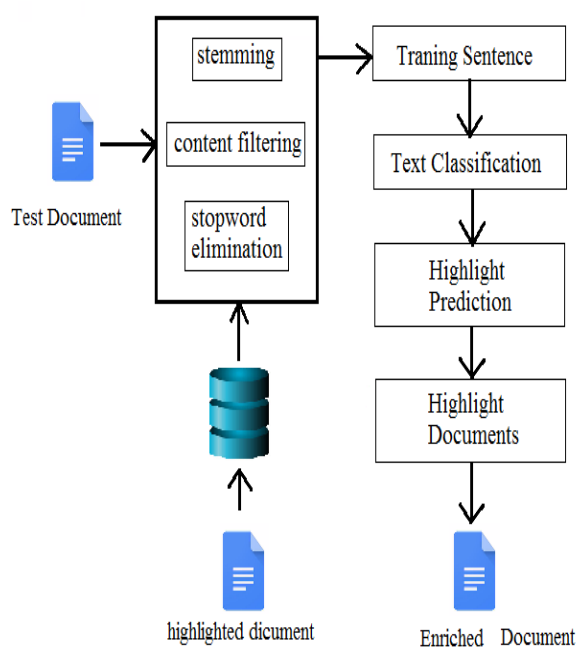 stemming
content filtering
stopword
elimination
Test Document
highlighted dicument
Traning Sentence
Text Classification
Highlight
Prediction
Highlight
Documents
Enriched Document